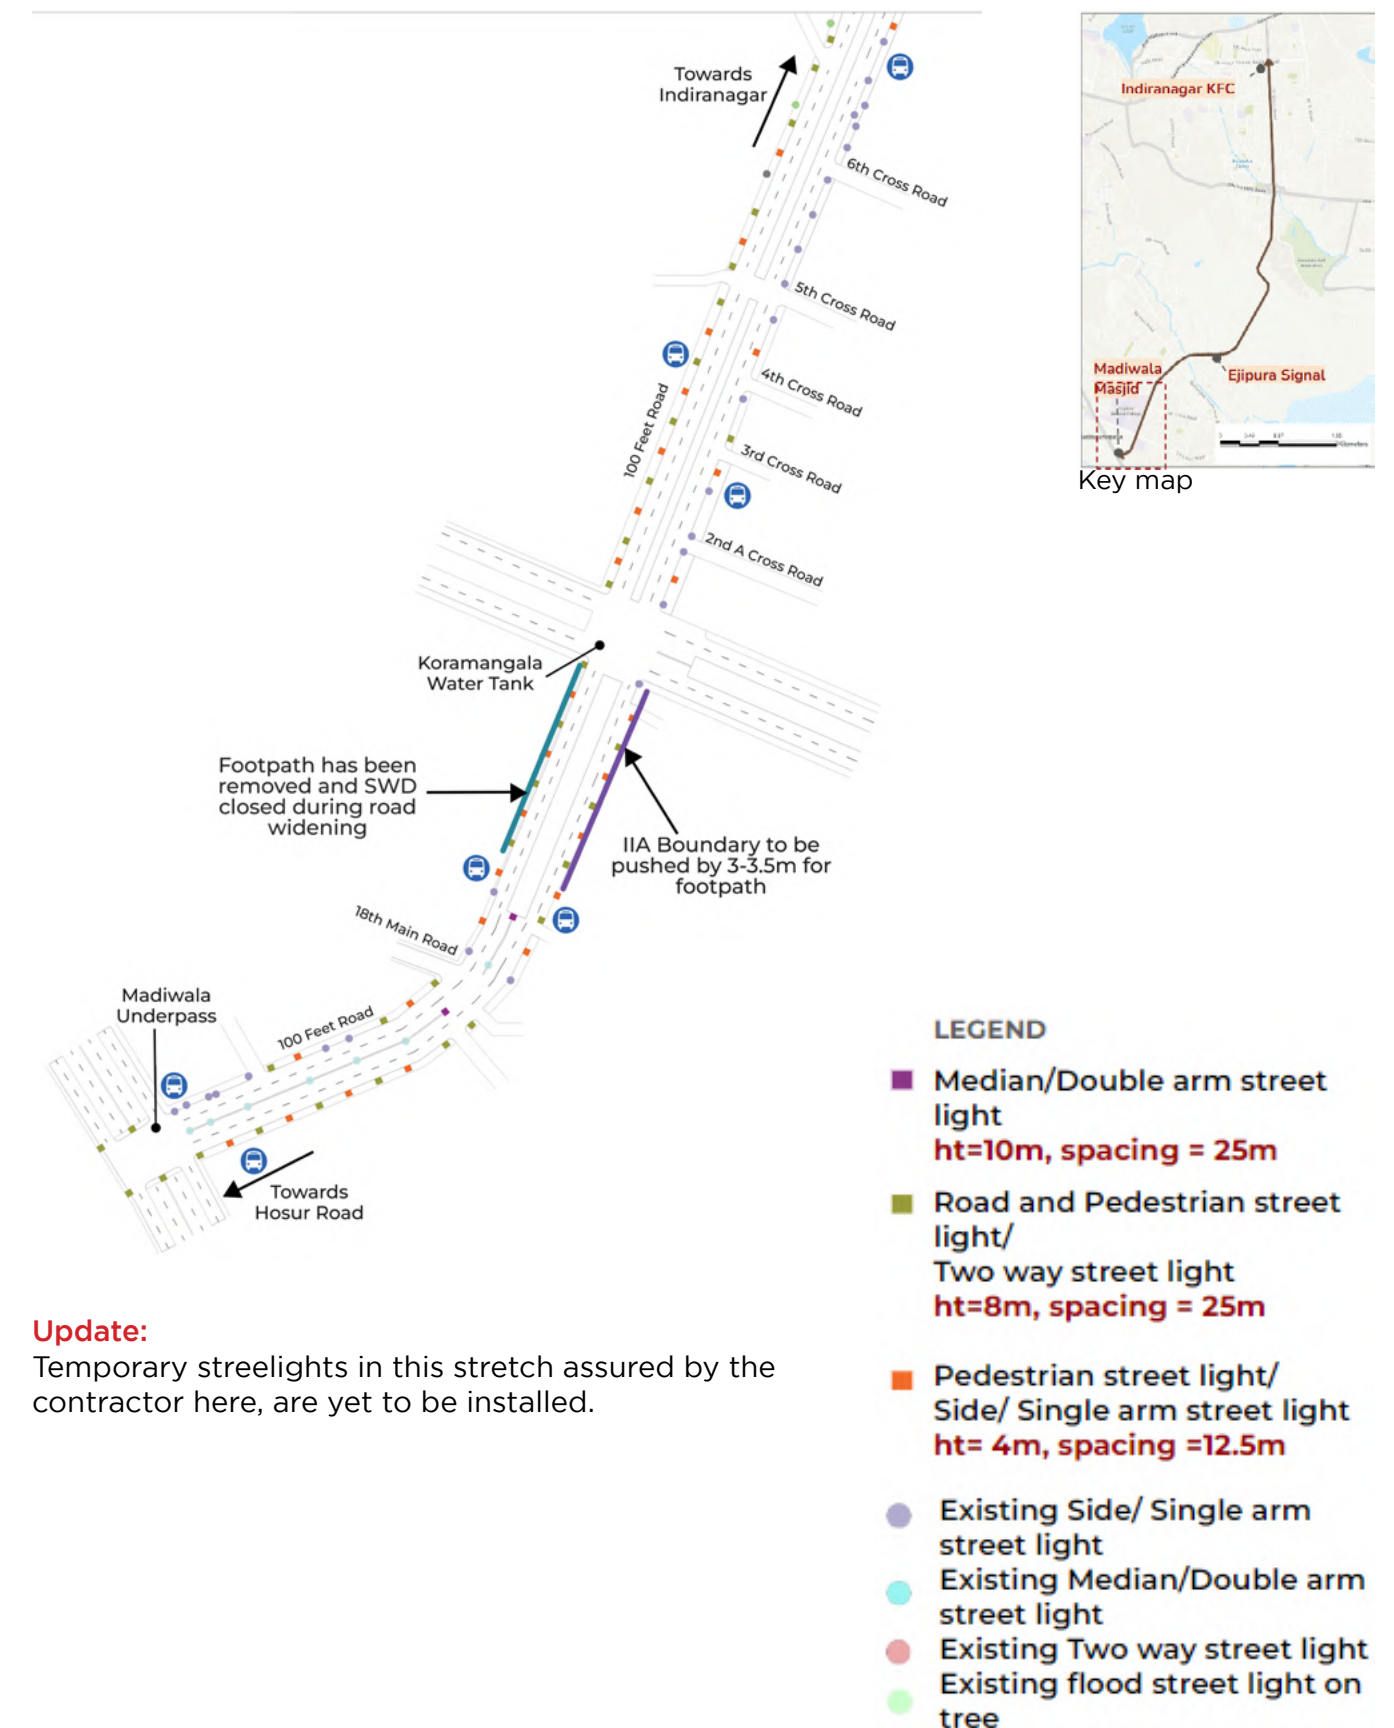 Towards
Indiranagar
6th Cross Road
5th Cross Road
4th Cross Road
100 Feet Road
3rd Cross Road
2nd A Cross Road
Koramangala
Water Tank
Footpath has been
removed and SWD
closed during road
widening
IIA Boundary to be
pushed by 3-3.5m for
footpath
18th Main Road
Madiwala
Underpass
100 Feet Road
Towards
Hosur Road
Indiranagar KFC
Madiwala
Masjid
Ejipura Signal
Key map
Update:
Temporary streelights in this stretch assured by the
contractor here, are yet to be installed.
LEGEND
Median/Double arm street
light
ht=10m, spacing = 25m
Road and Pedestrian street
light/
Two way street light
ht=8m, spacing = 25m
Pedestrian street light/
Side/ Single arm street light
ht= 4m, spacing =12.5m
Existing Side/ Single arm
street light
Existing Median/Double arm
street light
Existing Two way street light
Existing flood street light on
tree